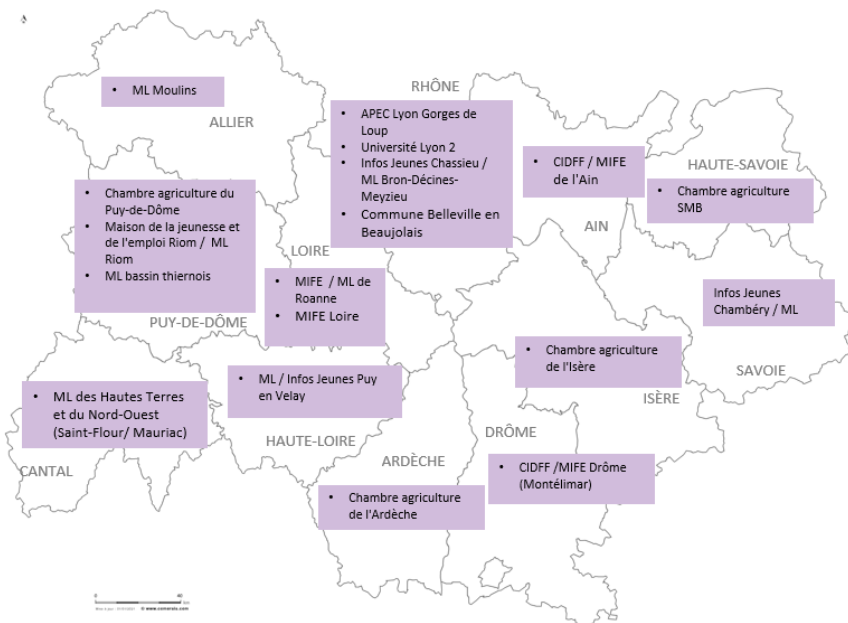 • ML Moulins
ALLIER
RHÔNE
• APEC Lyon Gorges de
Loup
• Université Lyon 2
• Infos Jeunes Chassieu /
ML Bron-Décines-
Meyzieu
• Commune Belleville en
Beaujolais
• CIDFF / MIFE
de l'Ain
AIN
HAUTE-SAVOIE
• Chambre agriculture
SMB
• Chambre agriculture du
Puy-de-Dôme
• Maison de la jeunesse et
de l'emploi Riom / ML
Riom
• ML bassin thiernois
PUY-DE-DÔME
LOIRE
• MIFE / ML de
Roanne
• MIFE Loire
Infos Jeunes
Chambéry / ML
SAVOIE
• Chambre agriculture
de l'Isère
ISÈRE
• ML des Hautes Terres
et du Nord-Ouest
(Saint-Flour/ Mauriac)
CANTAL
• ML / Infos Jeunes Puy
en Velay
HAUTE-LOIRE
ARDÈCHE
• Chambre agriculture
de l'Ardèche
DRÔME
• CIDFF /MIFE Drôme
(Montélimar)